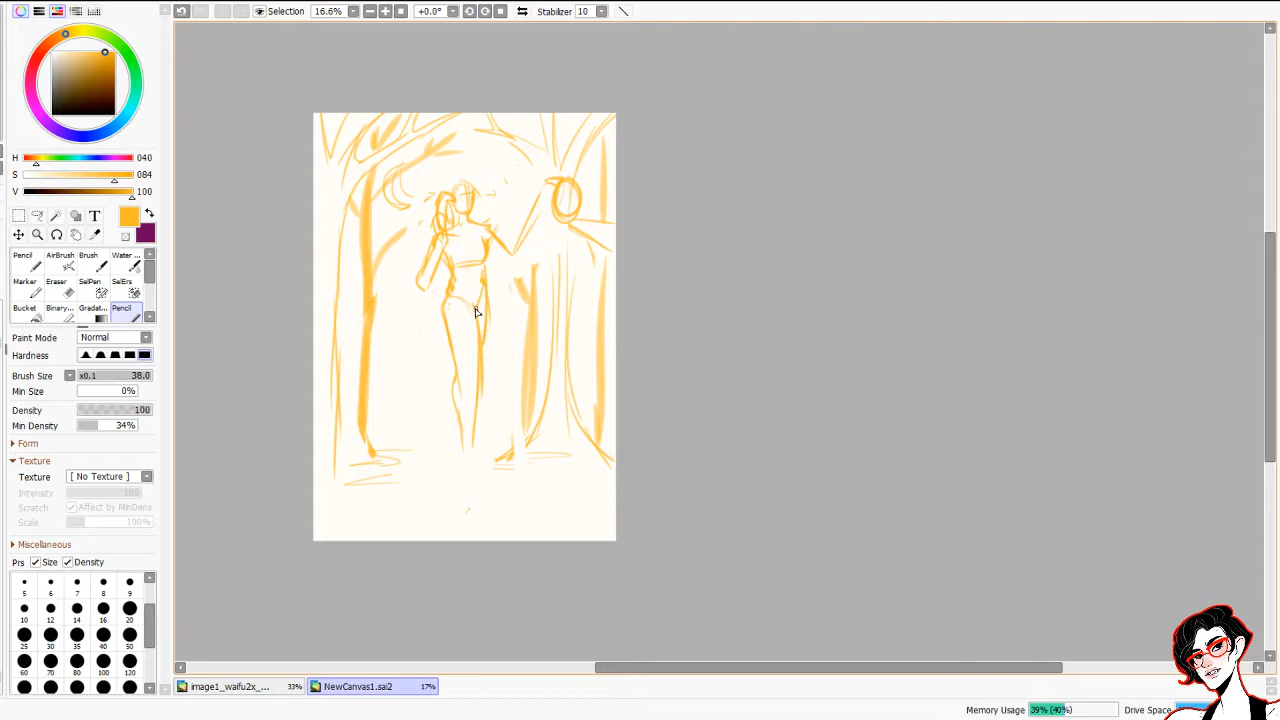 Selection 16.6% +0.0° Stabilizer 10
H 040
S 084
V 100
T
Pencil AirBrush Brush Water ...
Marker Eraser SelPen SelErs
Bucket Binary... Gradat... Pencil
Paint Mode Normal
Hardness
Brush Size x0.1 38.0
Min Size 0%
Density 100
Min Density 34%
Form
Texture
Texture [ No Texture ]
Intensity 100
Scratch Affect by MinDens
Scale 100%
Miscellaneous
Prs Size Density
5 6 7 8 9
10 12 14 16 20
25 30 35 40 50
60 70 80 100 120
image1_waifu2x_... 33% NewCanvas1.sai2 17%
Memory Usage 39% (40%) Drive Space